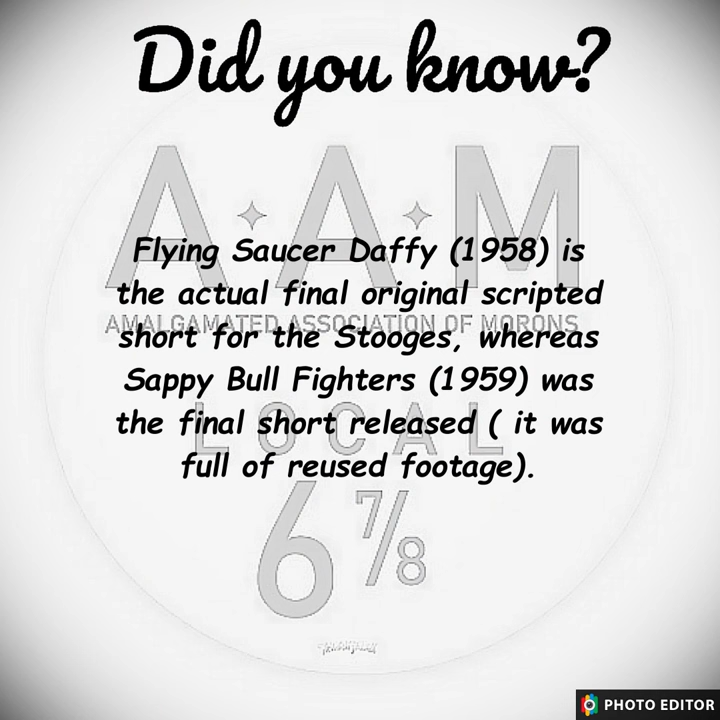 Did you know?
A✦A✦M
Flying Saucer Daffy (1958) is
the actual final original scripted
AMALGAMATED ASSOCIATION OF MORONS
short for the Stooges, whereas
Sappy Bull Fighters (1959) was
the final short released ( it was
LOCAL
full of reused footage).
6 7/8
PHOTO EDITOR